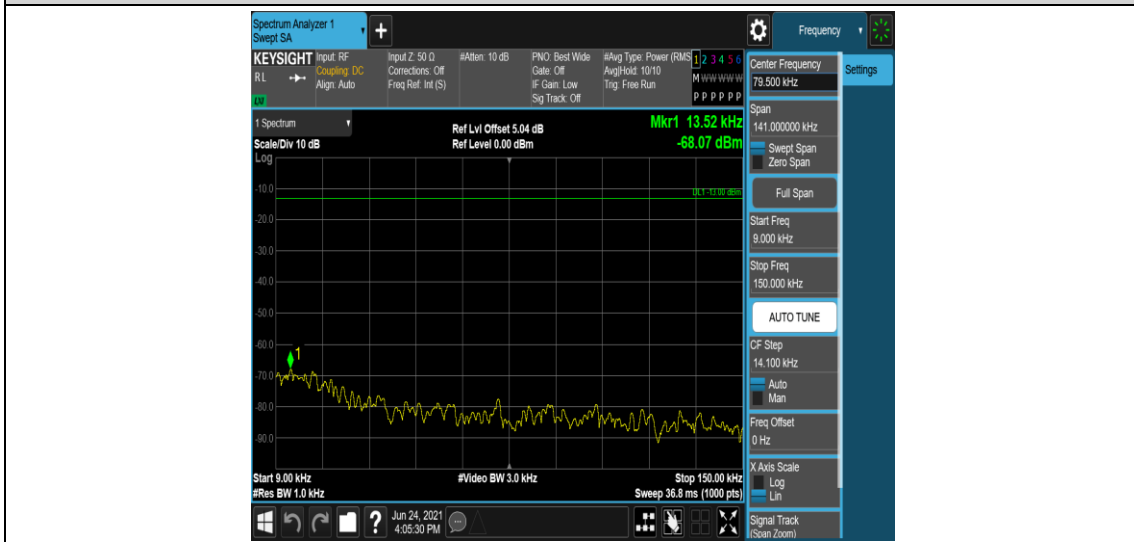 Spectrum Analyzer 1
Swept SA
+
Frequency
KEYSIGHT
RL
LXI
Input: RF
Coupling: DC
Align: Auto
Input Z: 50 Ω
Corrections: Off
Freq Ref: Int (S)
#Atten: 10 dB
PNO: Best Wide
Gate: Off
IF Gain: Low
Sig Track: Off
#Avg Type: Power (RMS
Avg|Hold: 10/10
Trig: Free Run
1 2 3 4 5 6
M W W W W W
P P P P P P
1 Spectrum
Scale/Div 10 dB
Log
Ref Lvl Offset 5.04 dB
Ref Level 0.00 dBm
Mkr1 13.52 kHz
-68.07 dBm
DL1 -13.00 dBm
-10.0
-20.0
-30.0
-40.0
-50.0
-60.0
1
-70.0
-80.0
-90.0
Start 9.00 kHz
#Res BW 1.0 kHz
#Video BW 3.0 kHz
Stop 150.00 kHz
Sweep 36.8 ms (1000 pts)
Center Frequency
79.500 kHz
Settings
Span
141.000000 kHz
Swept Span
Zero Span
Full Span
Start Freq
9.000 kHz
Stop Freq
150.000 kHz
AUTO TUNE
CF Step
14.100 kHz
Auto
Man
Freq Offset
0 Hz
X Axis Scale
Log
Lin
Signal Track
(Span Zoom)
?
Jun 24, 2021
4:05:30 PM